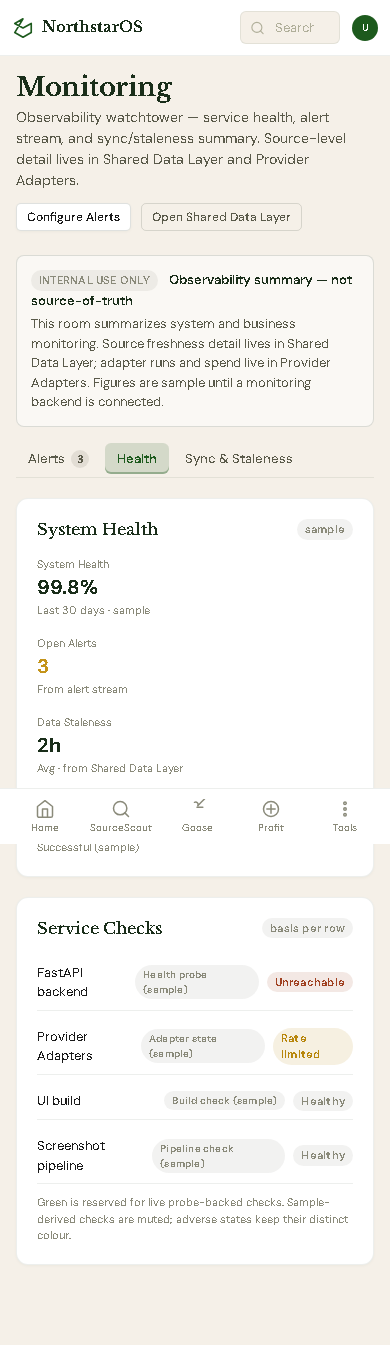 NorthstarOS
Search
U
Monitoring
Observability watchtower — service health, alert
stream, and sync/staleness summary. Source-level
detail lives in Shared Data Layer and Provider
Adapters.
Configure Alerts
Open Shared Data Layer
INTERNAL USE ONLY Observability summary — not
source-of-truth
This room summarizes system and business
monitoring. Source freshness detail lives in Shared
Data Layer; adapter runs and spend live in Provider
Adapters. Figures are sample until a monitoring
backend is connected.
Alerts 3 Health Sync & Staleness
System Health sample
System Health
99.8%
Last 30 days · sample
Open Alerts
3
From alert stream
Data Staleness
2h
Avg · from Shared Data Layer
Home SourceScout Goose Profit Tools
Successful (sample)
Service Checks basis per row
FastAPI
backend
Health probe
(sample)
Unreachable
Provider
Adapters
Adapter state
(sample)
Rate
limited
UI build Build check (sample) Healthy
Screenshot
pipeline
Pipeline check
(sample)
Healthy
Green is reserved for live probe-backed checks. Sample-
derived checks are muted; adverse states keep their distinct
colour.